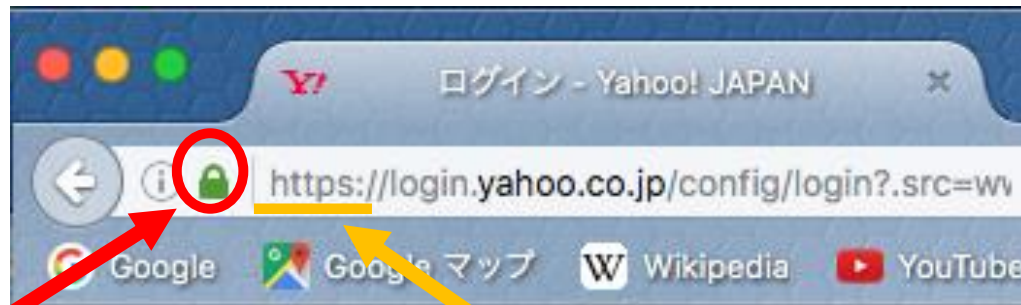 Y! ログイン - Yahoo! JAPAN
https://login.yahoo.co.jp/config/login?.src=wv
G Google Google マップ W Wikipedia YouTube